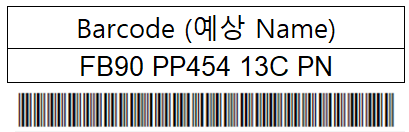 Barcode (예상 Name)
FB90 PP454 13C PN